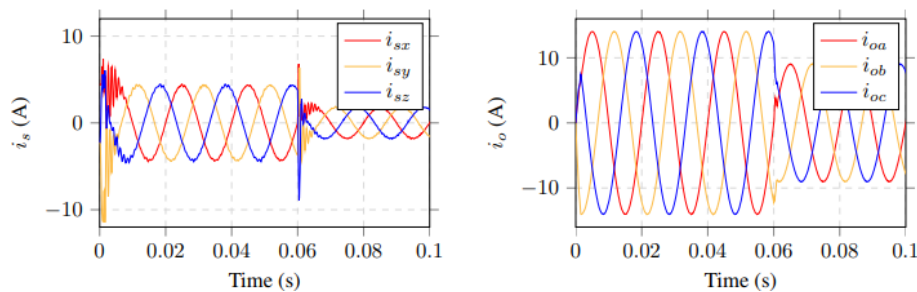 10
0
−10
0
0.02
0.04
0.06
0.08
0.1
i_s (A)
Time (s)
i_sx
i_sy
i_sz
10
0
−10
0
0.02
0.04
0.06
0.08
0.1
i_o (A)
Time (s)
i_oa
i_ob
i_oc